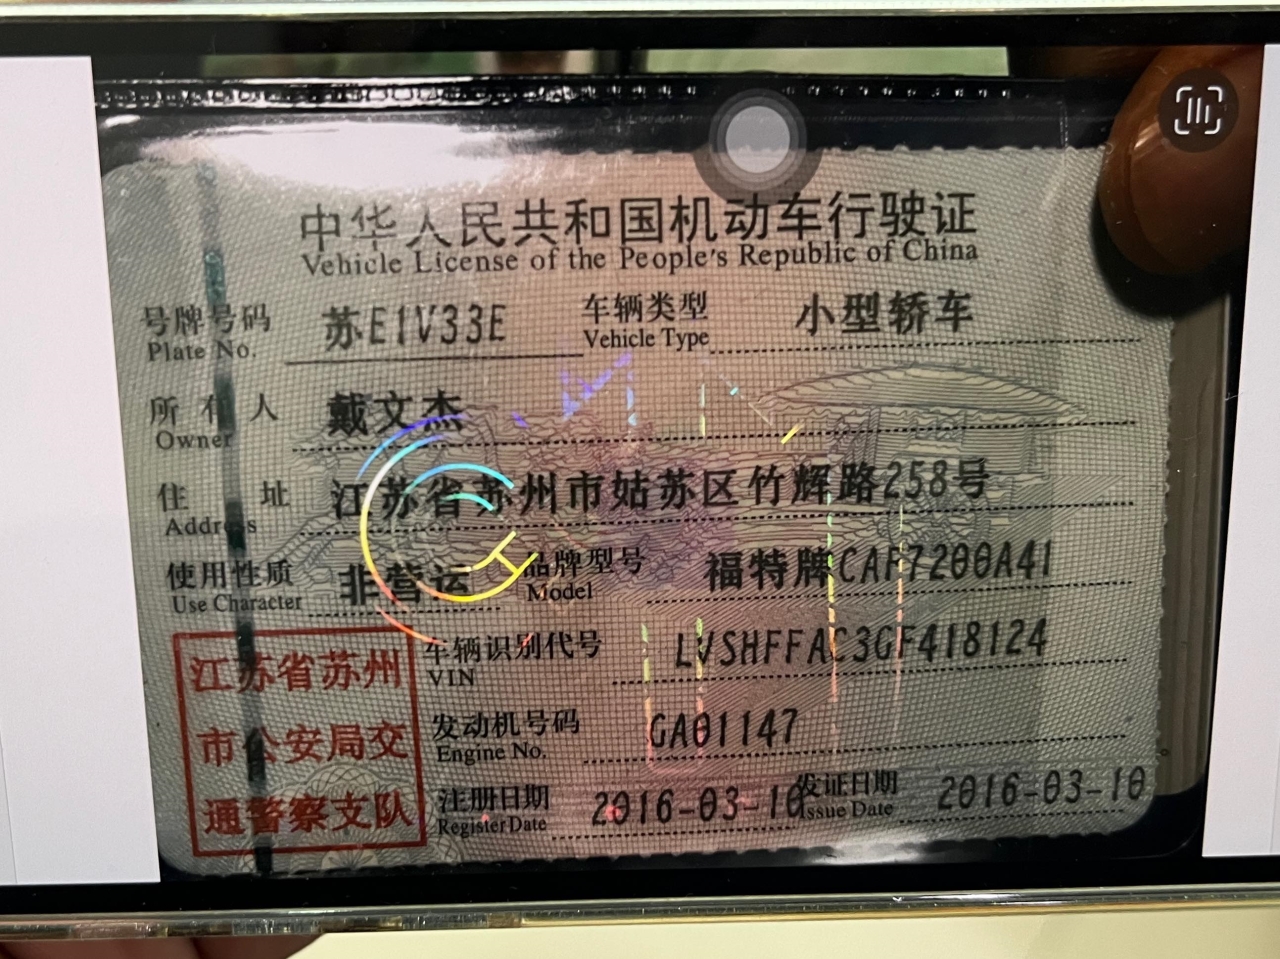 中华人民共和国机动车行驶证
Vehicle License of the People's Republic of China
号牌号码 苏E1V33E 车辆类型 小型轿车
Plate No. Vehicle Type
所有人 戴文杰
Owner
住址 江苏省苏州市姑苏区竹辉路258号
Address
使用性质 非营运 品牌型号 福特牌CAF7200A41
Use Character Model
车辆识别代号 LVSHFFAC3GF418124
VIN
发动机号码 GA01147
Engine No.
注册日期 2016-03-10 发证日期 2016-03-10
Register Date Issue Date
江苏省苏州
市公安局交
通警察支队